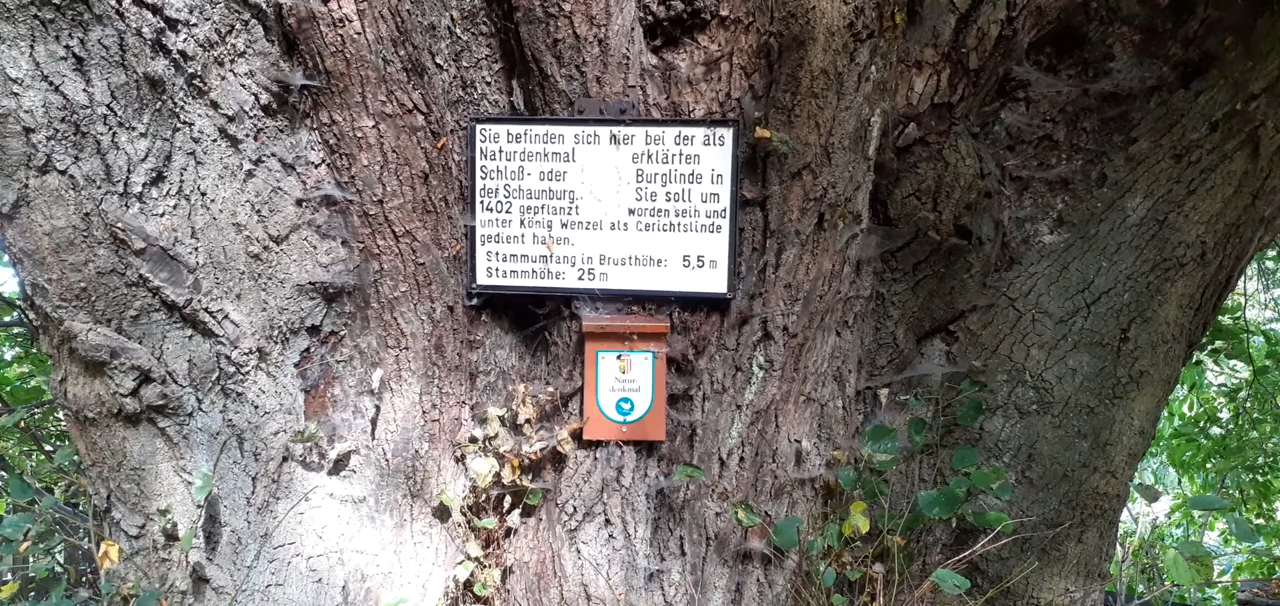 Sie befinden sich hier bei der als
Naturdenkmal erklärten
Schloß- oder Burglinde in
der Schaunburg. Sie soll um
1402 gepflanzt worden sein und
unter König Wenzel als Gerichtslinde
gedient haben.
Stammumfang in Brusthöhe: 5,5 m
Stammhöhe: 25 m
Natur-
denkmal